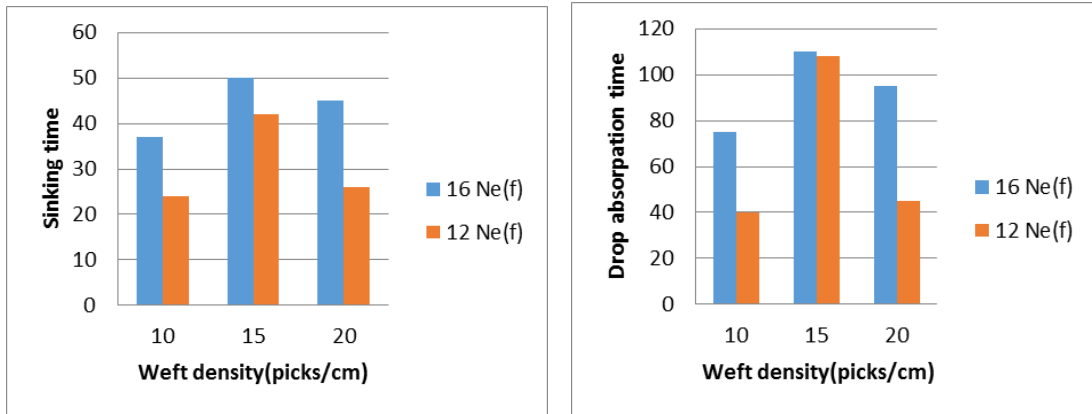 60
50
40
30
20
10
0
Sinking time
10 15 20
Weft density(picks/cm)
16 Ne(f)
12 Ne(f)
120
100
80
60
40
20
0
Drop absorpation time
10 15 20
Weft density(picks/cm)
16 Ne(f)
12 Ne(f)